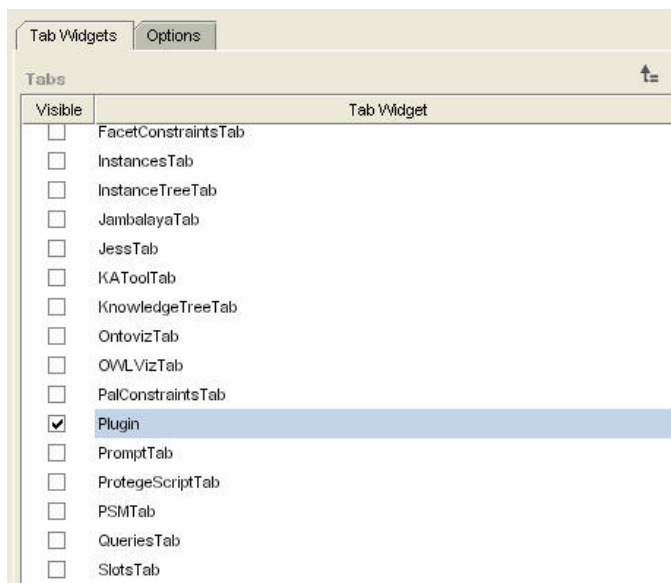 Tab Widgets Options
Tabs
Visible Tab Widget
FacetConstraintsTab
InstancesTab
InstanceTreeTab
JambalayaTab
JessTab
KAToolTab
KnowledgeTreeTab
OntovizTab
OWLVizTab
PalConstraintsTab
Plugin
PromptTab
ProtegeScriptTab
PSMTab
QueriesTab
SlotsTab